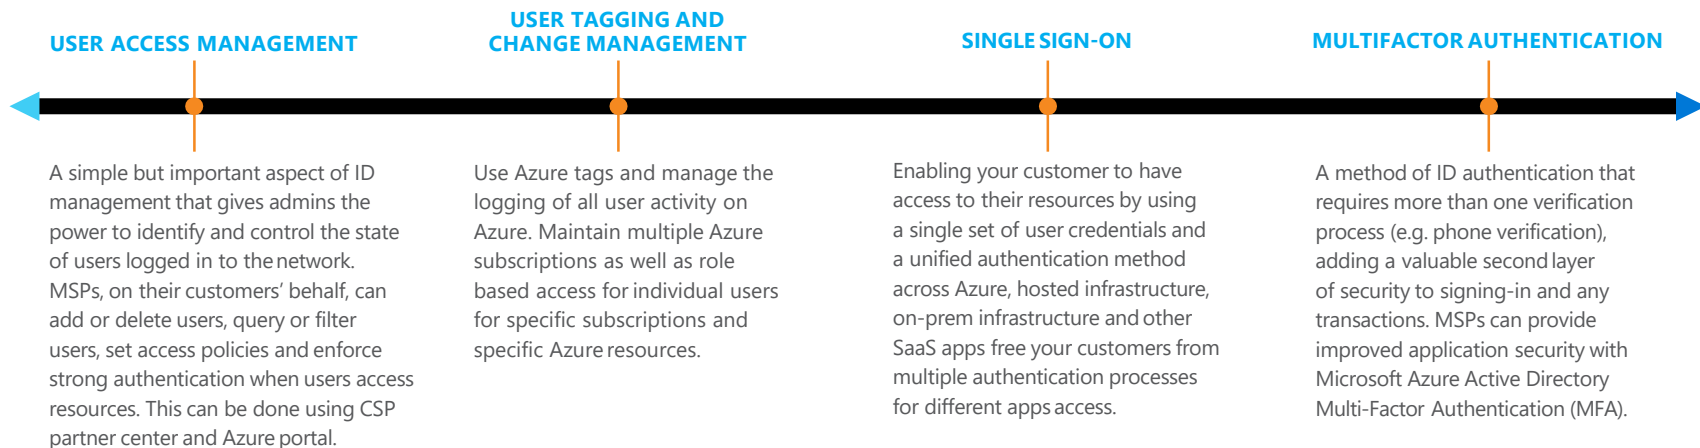 USER ACCESS MANAGEMENT
A simple but important aspect of ID
management that gives admins the
power to identify and control the state
of users logged in to the network.
MSPs, on their customers' behalf, can
add or delete users, query or filter
users, set access policies and enforce
strong authentication when users access
resources. This can be done using CSP
partner center and Azure portal.
USER TAGGING AND
CHANGE MANAGEMENT
Use Azure tags and manage the
logging of all user activity on
Azure. Maintain multiple Azure
subscriptions as well as role
based access for individual users
for specific subscriptions and
specific Azure resources.
SINGLE SIGN-ON
Enabling your customer to have
access to their resources by using
a single set of user credentials and
a unified authentication method
across Azure, hosted infrastructure,
on-prem infrastructure and other
SaaS apps free your customers from
multiple authentication processes
for different apps access.
MULTIFACTOR AUTHENTICATION
A method of ID authentication that
requires more than one verification
process (e.g. phone verification),
adding a valuable second layer
of security to signing-in and any
transactions. MSPs can provide
improved application security with
Microsoft Azure Active Directory
Multi-Factor Authentication (MFA).